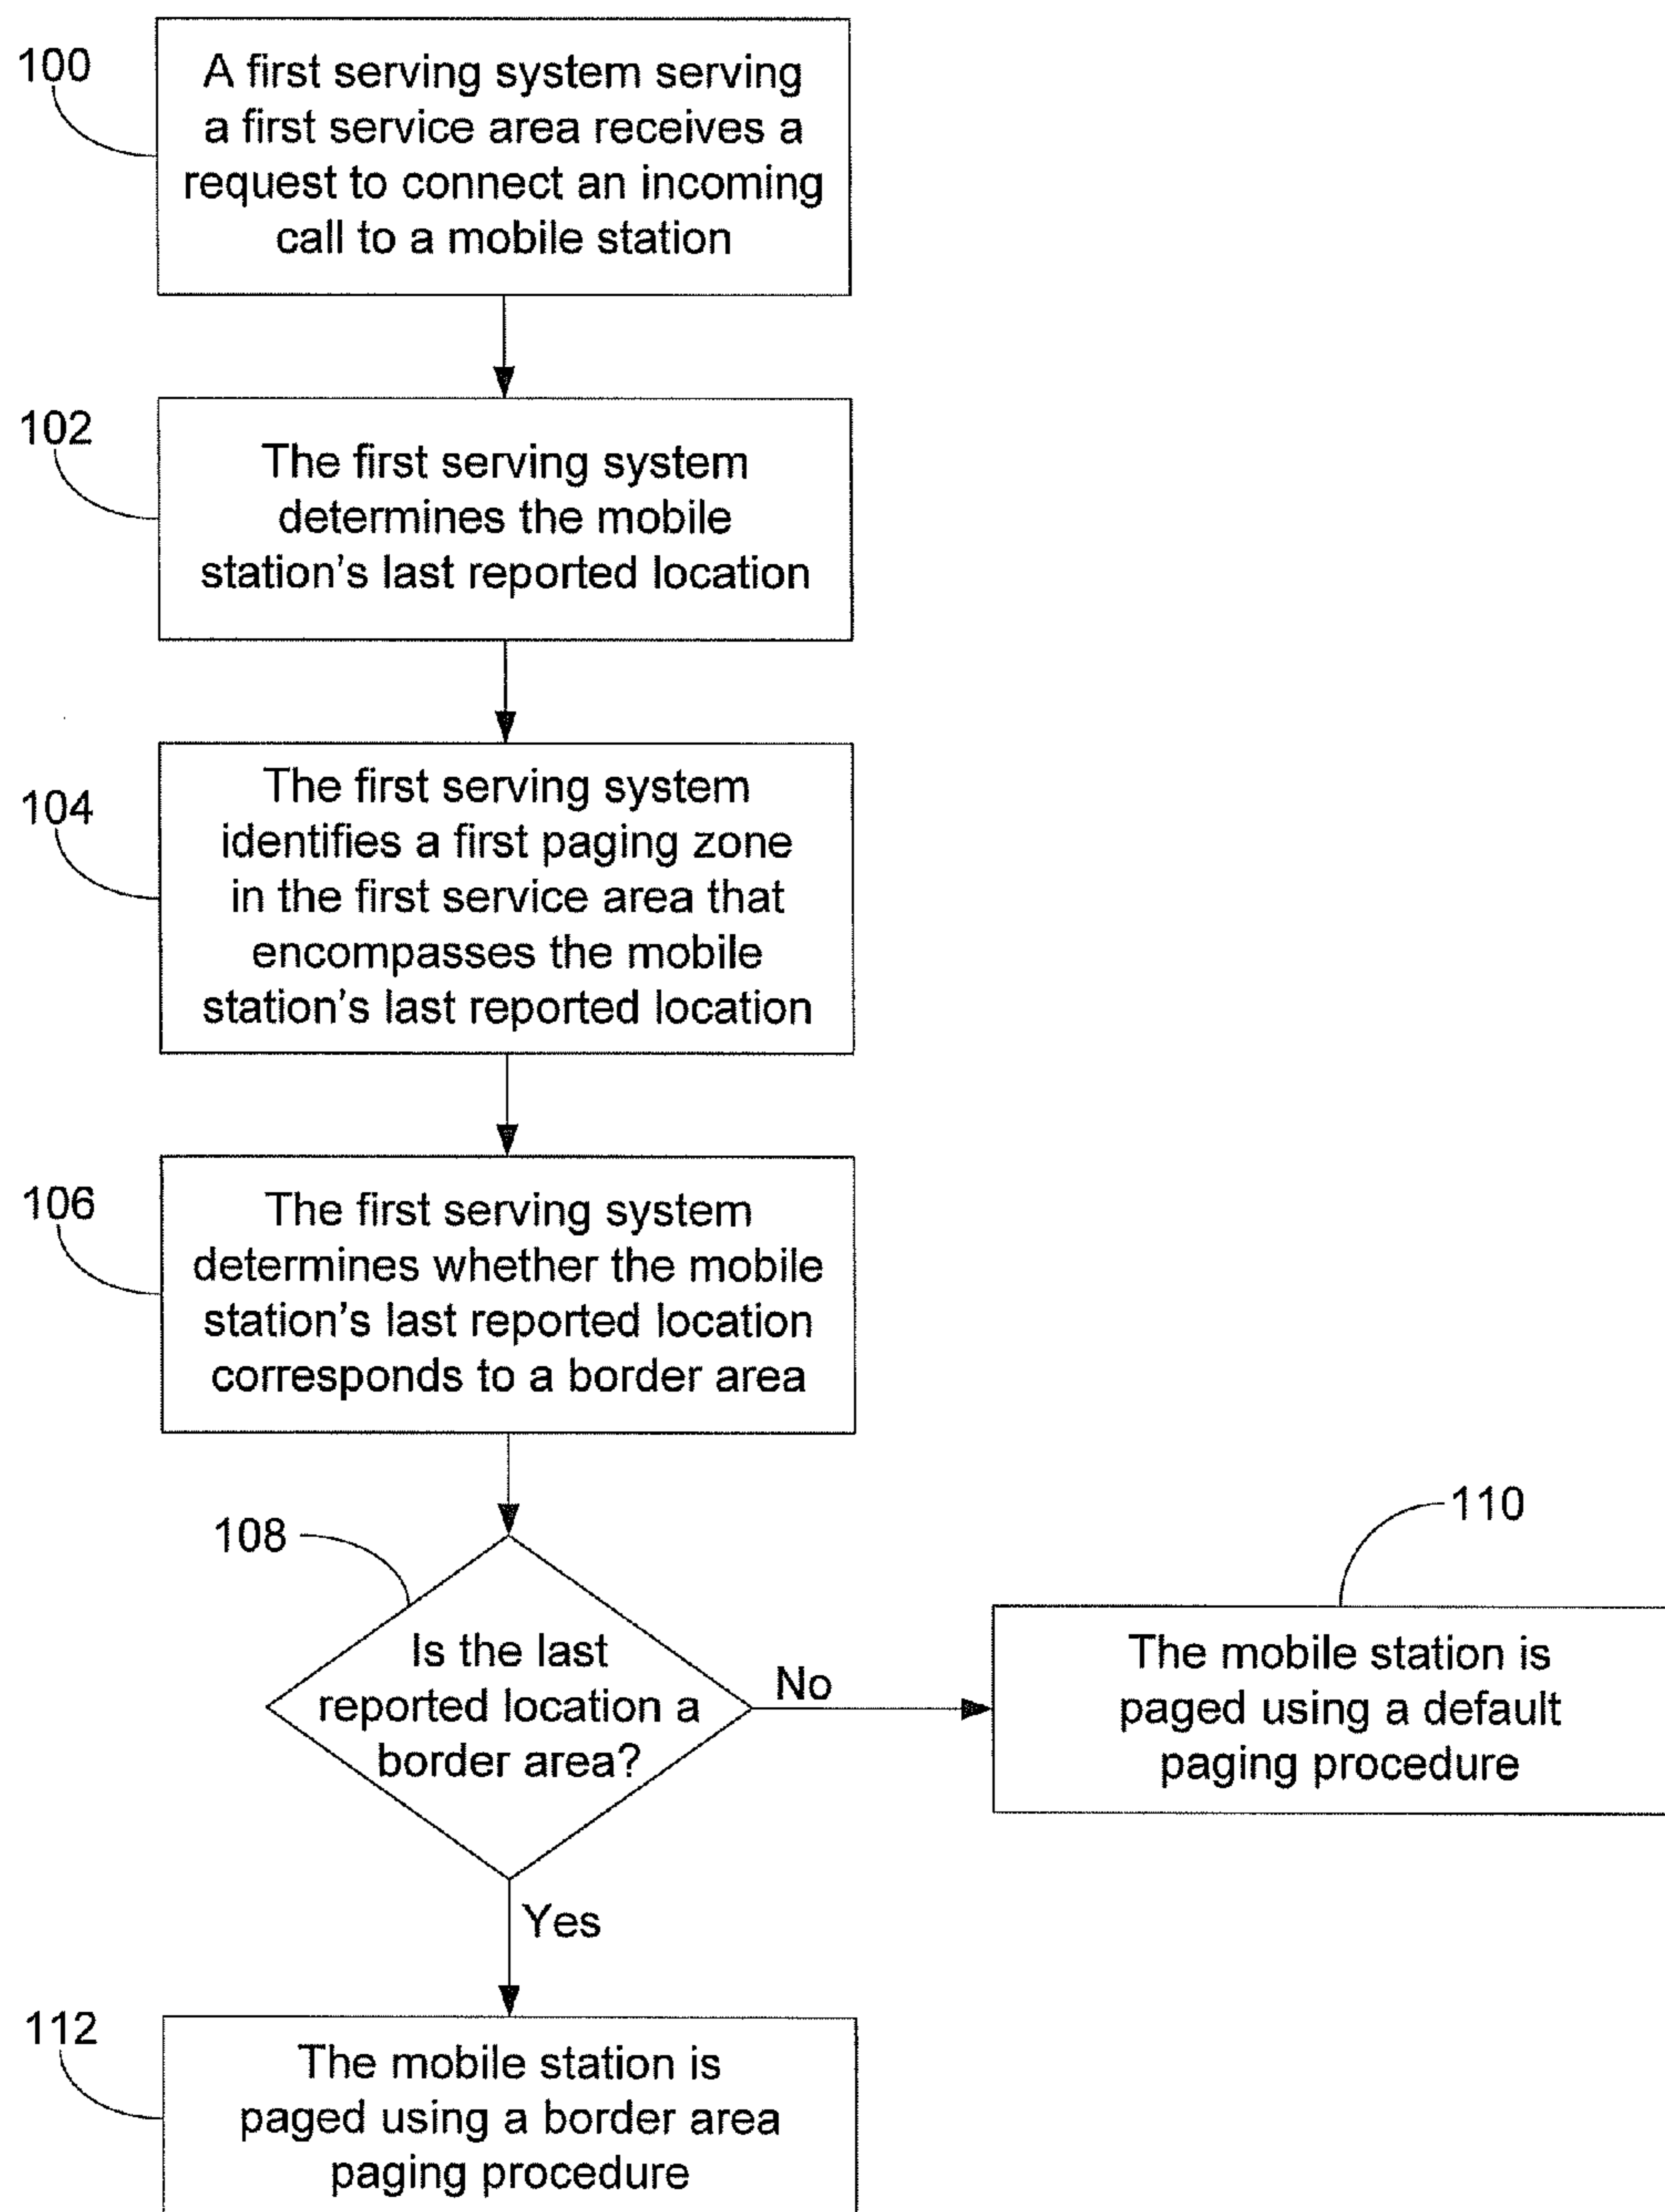 100
A first serving system serving
a first service area receives a
request to connect an incoming
call to a mobile station
102
The first serving system
determines the mobile
station's last reported location
104
The first serving system
identifies a first paging zone
in the first service area that
encompasses the mobile
station's last reported location
106
The first serving system
determines whether the mobile
station's last reported location
corresponds to a border area
108
Is the last
reported location a
border area?
No
110
The mobile station is
paged using a default
paging procedure
Yes
112
The mobile station is
paged using a border area
paging procedure